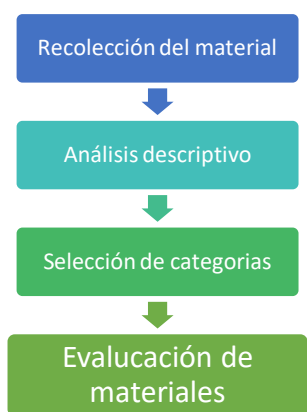 Recolección del material
Análisis descriptivo
Selección de categorias
Evalucación de
materiales